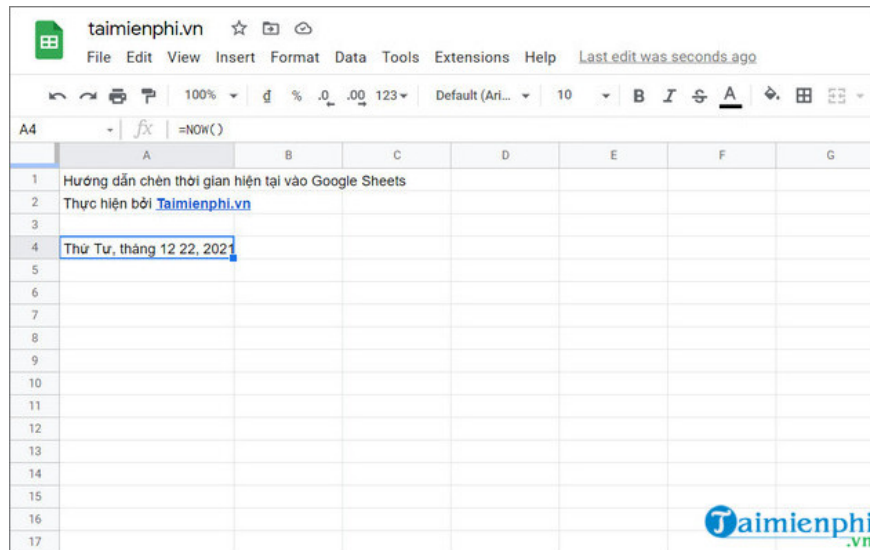 taimienphi.vn
File Edit View Insert Format Data Tools Extensions Help Last edit was seconds ago
100% đ % .0 .00 123 Default (Ari... 10 B I S A
A4 fx =NOW()
A B C D E F G
1 Hướng dẫn chèn thời gian hiện tại vào Google Sheets
2 Thực hiện bởi Taimienphi.vn
3
4 Thứ Tư, tháng 12 22, 2021
5
6
7
8
9
10
11
12
13
14
15
16
17
Taimienphi
.vn